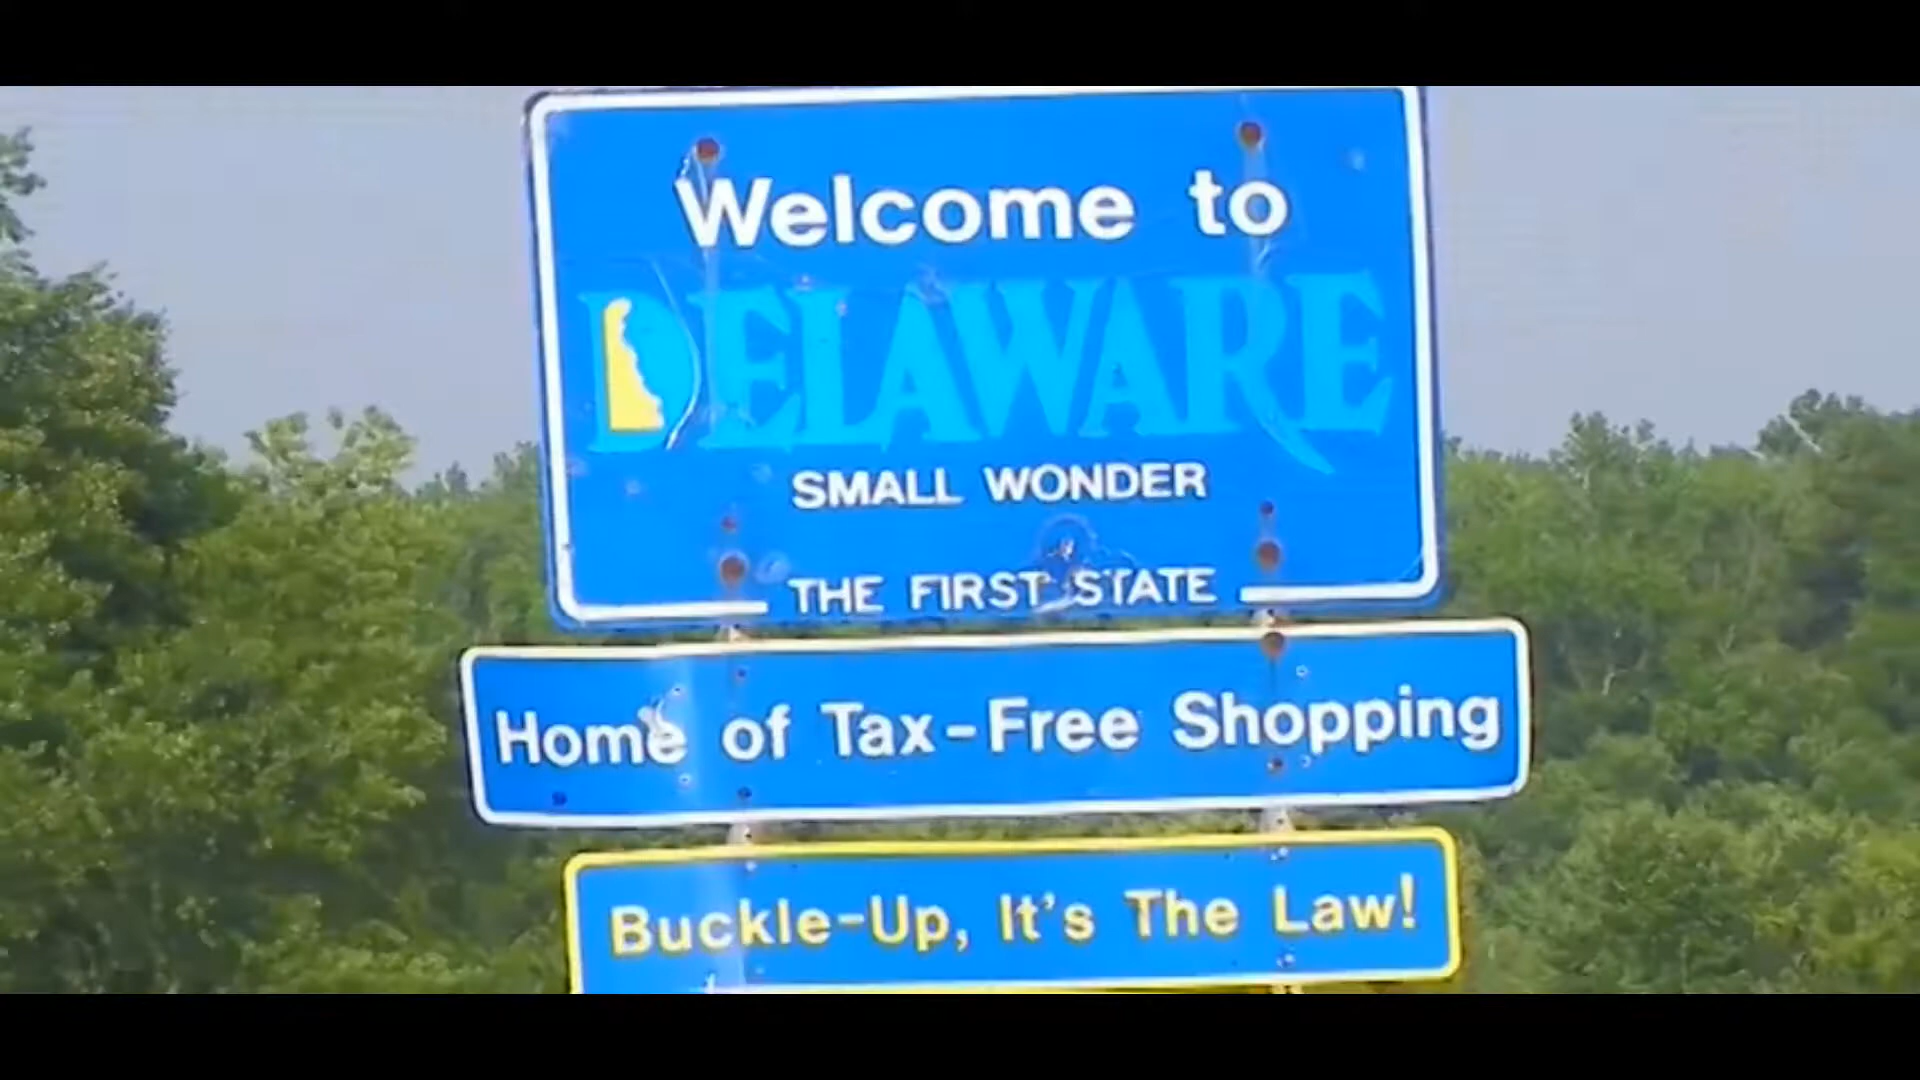 Welcome to
DELAWARE
SMALL WONDER
THE FIRST STATE
Home of Tax-Free Shopping
Buckle-Up, It's The Law!